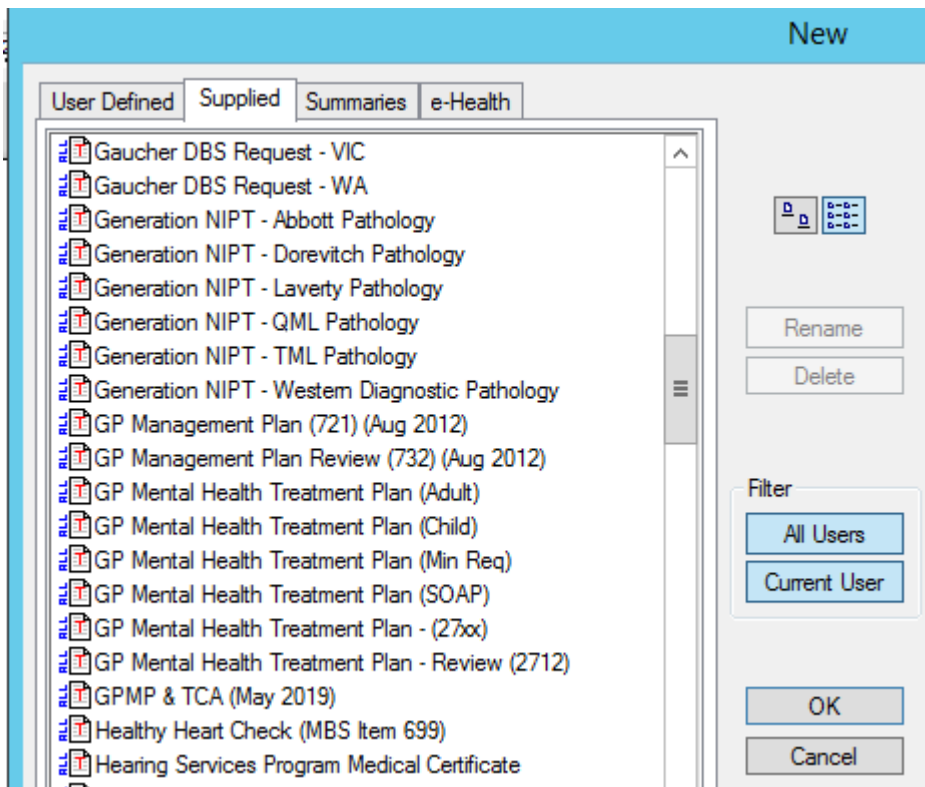 New
User Defined
Supplied
Summaries
e-Health
Gaucher DBS Request - VIC
Gaucher DBS Request - WA
Generation NIPT - Abbott Pathology
Generation NIPT - Dorevitch Pathology
Generation NIPT - Laverty Pathology
Generation NIPT - QML Pathology
Generation NIPT - TML Pathology
Generation NIPT - Western Diagnostic Pathology
GP Management Plan (721) (Aug 2012)
GP Management Plan Review (732) (Aug 2012)
GP Mental Health Treatment Plan (Adult)
GP Mental Health Treatment Plan (Child)
GP Mental Health Treatment Plan (Min Req)
GP Mental Health Treatment Plan (SOAP)
GP Mental Health Treatment Plan - (27xx)
GP Mental Health Treatment Plan - Review (2712)
GPMP & TCA (May 2019)
Healthy Heart Check (MBS Item 699)
Hearing Services Program Medical Certificate
Rename
Delete
Filter
All Users
Current User
OK
Cancel